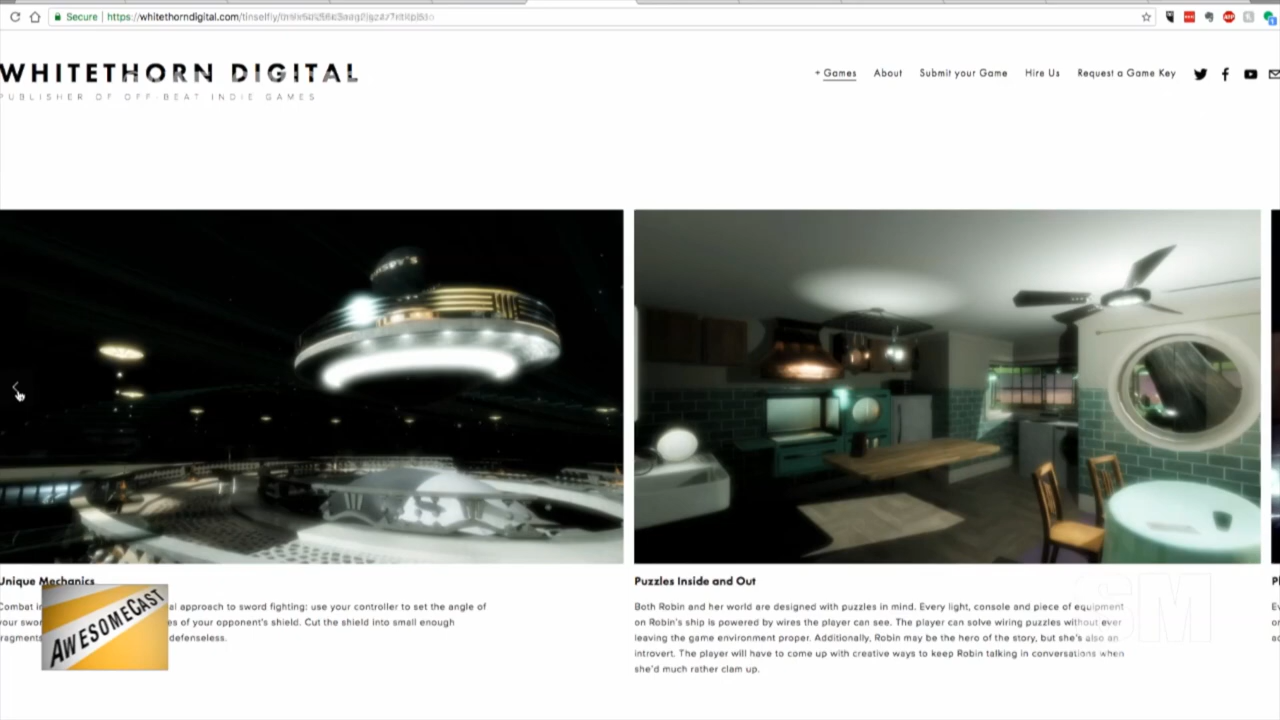 Secure https://whitethorndigital.com/tinselfly/
WHITETHORN DIGITAL
PUBLISHER OF OFF-BEAT INDIE GAMES
+ Games About Submit your Game Hire Us Request a Game Key
Unique Mechanics
Combat al approach to sword fighting: use your controller to set the angle of
your es of your opponent's shield. Cut the shield into small enough
defenseless.
Puzzles Inside and Out
Both Robin and her world are designed with puzzles in mind. Every light, console and piece of equipment
on Robin's ship is powered by wires the player can see. The player can solve wiring puzzles without ever
leaving the game environment proper. Additionally, Robin may be the hero of the story, but she's also an
introvert. The player will have to come up with creative ways to keep Robin talking in conversations when
she'd much rather clam up.
AWESOMECAST